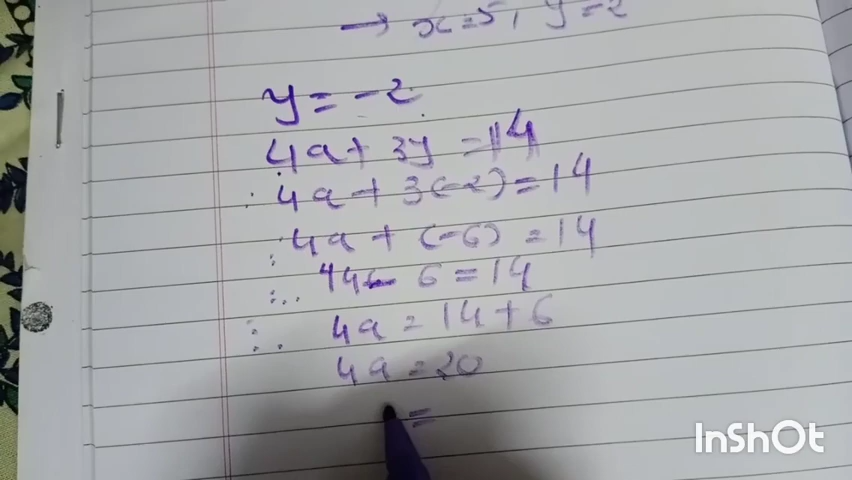 → x=5, y=-2
y=-2
4a+3y=14
∴ 4a+3(-2)=14
∴ 4a+(-6)=14
∴ 4a-6=14
∴ 4a=14+6
4a=20
=
InShOt